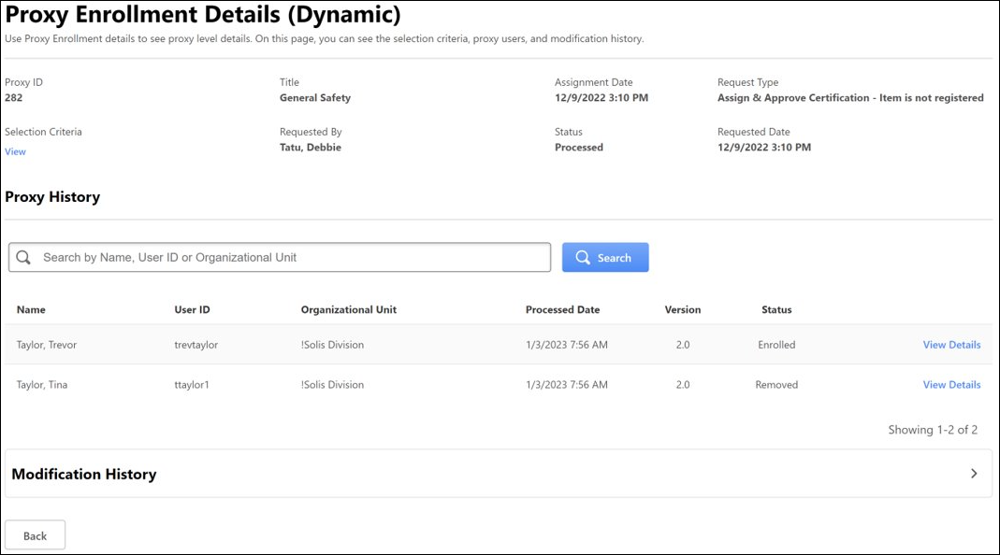 Proxy Enrollment Details (Dynamic)
Use Proxy Enrollment details to see proxy level details. On this page, you can see the selection criteria, proxy users, and modification history.
Proxy ID Title Assignment Date Request Type
282 General Safety 12/9/2022 3:10 PM Assign & Approve Certification - Item is not registered
Selection Criteria Requested By Status Requested Date
View Tatu, Debbie Processed 12/9/2022 3:10 PM
Proxy History
Search by Name, User ID or Organizational Unit Search
Name User ID Organizational Unit Processed Date Version Status
Taylor, Trevor trevtaylor !Solis Division 1/3/2023 7:56 AM 2.0 Enrolled View Details
Taylor, Tina ttaylor1 !Solis Division 1/3/2023 7:56 AM 2.0 Removed View Details
Showing 1-2 of 2
Modification History
Back